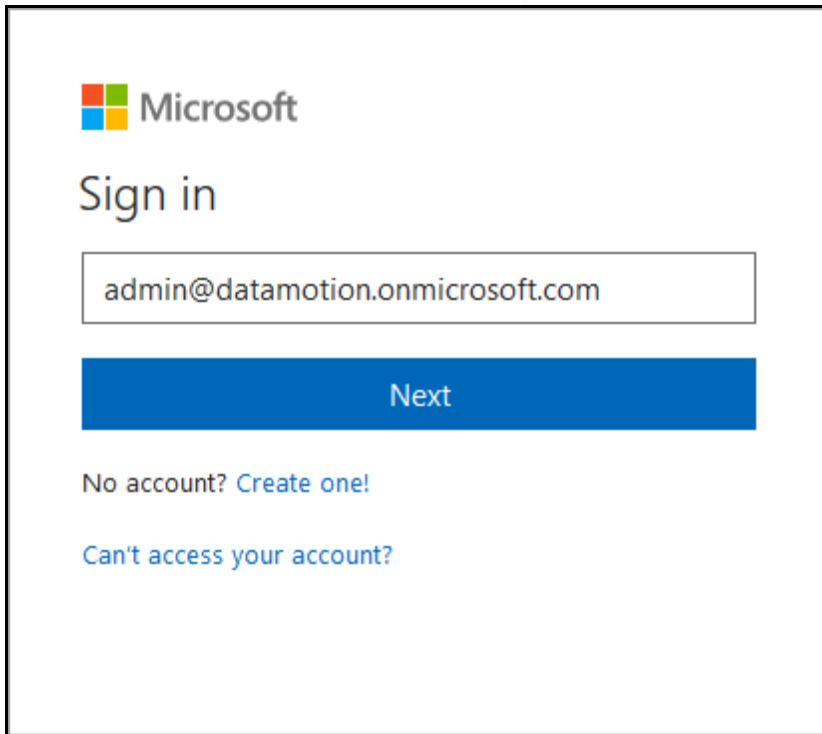 Microsoft
Sign in
admin@datamotion.onmicrosoft.com
Next
No account? Create one!
Can't access your account?